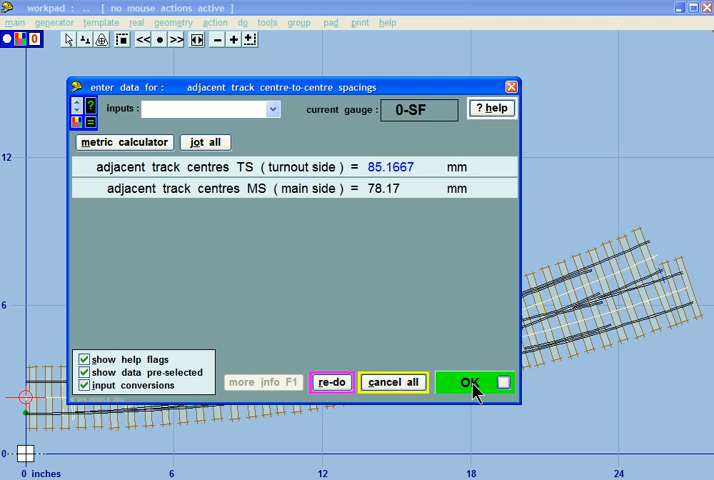 workpad : .. [ no mouse actions active ]
main generator template real geometry action do tools group pad print help
0 << >>
enter data for : adjacent track centre-to-centre spacings
? inputs : current gauge : 0-SF ? help
metric calculator jot all
adjacent track centres TS ( turnout side ) = 85.1667 mm
adjacent track centres MS ( main side ) = 78.17 mm
12
6
0
show help flags
show data pre-selected
input conversions
more info F1 re-do cancel all OK
0 inches 6 12 18 24